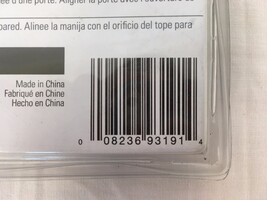 d'une porte. Aligner la porte avec l'ouverture de
pared. Alinee la manija con el orificio del tope para
Made in China
Fabriqué en Chine
Hecho en China
0 08236 93191 4